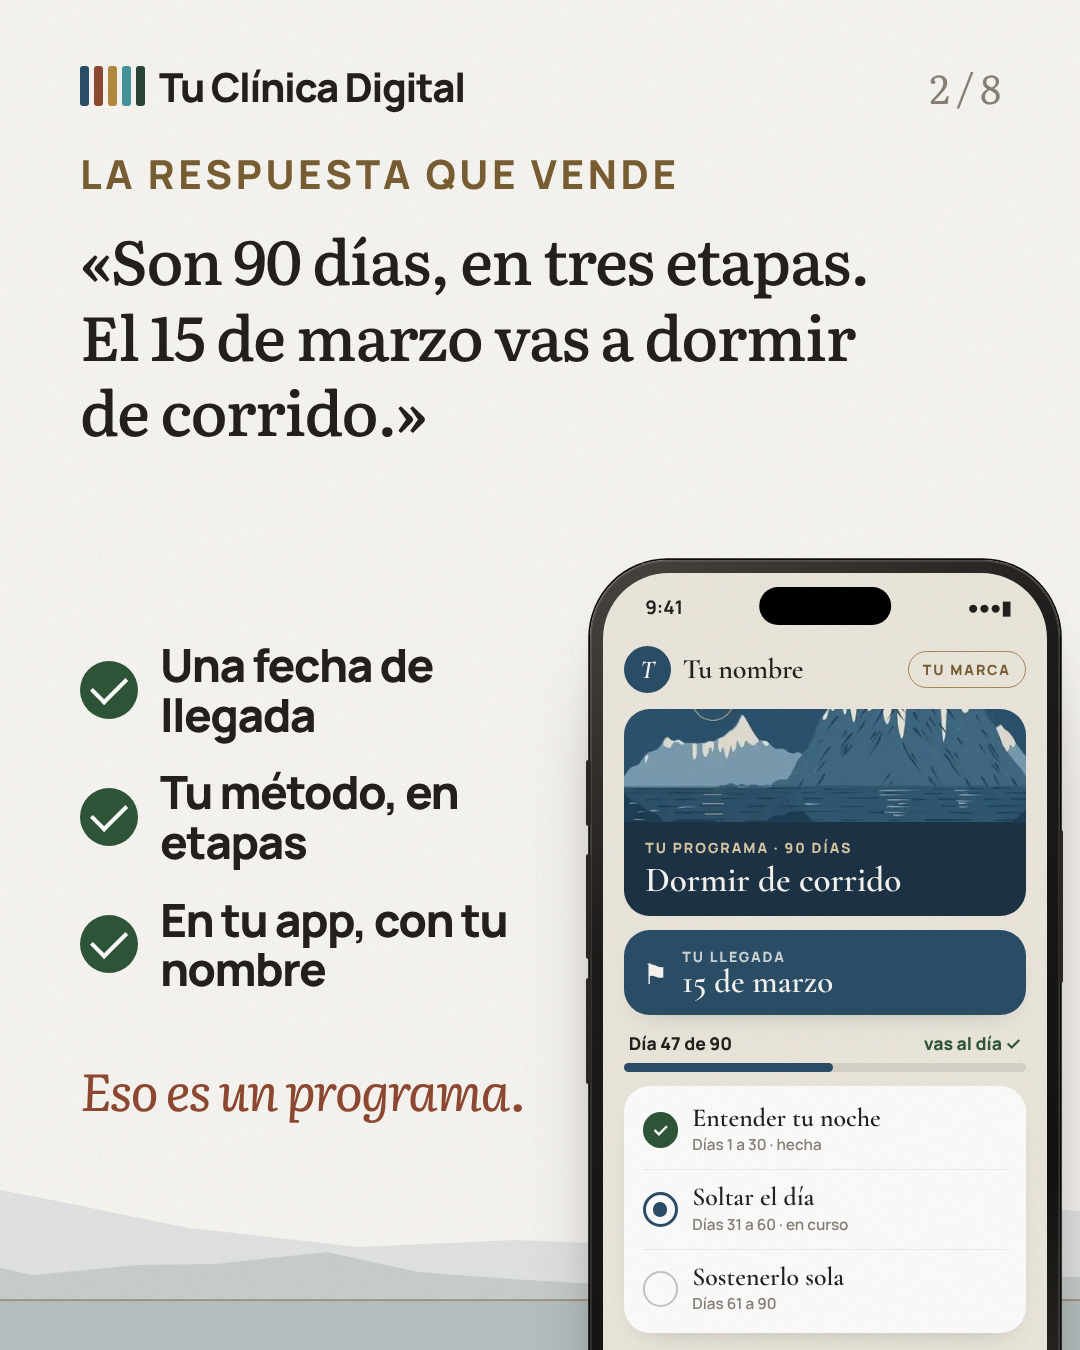 Tu Clínica Digital
2/8
LA RESPUESTA QUE VENDE
«Son 90 días, en tres etapas.
El 15 de marzo vas a dormir
de corrido.»
Una fecha de
llegada
Tu método, en
etapas
En tu app, con tu
nombre
Eso es un programa.
9:41
T
Tu nombre
TU MARCA
TU PROGRAMA · 90 DÍAS
Dormir de corrido
TU LLEGADA
15 de marzo
Día 47 de 90
vas al día ✓
Entender tu noche
Días 1 a 30 · hecha
Soltar el día
Días 31 a 60 · en curso
Sostenerlo sola
Días 61 a 90